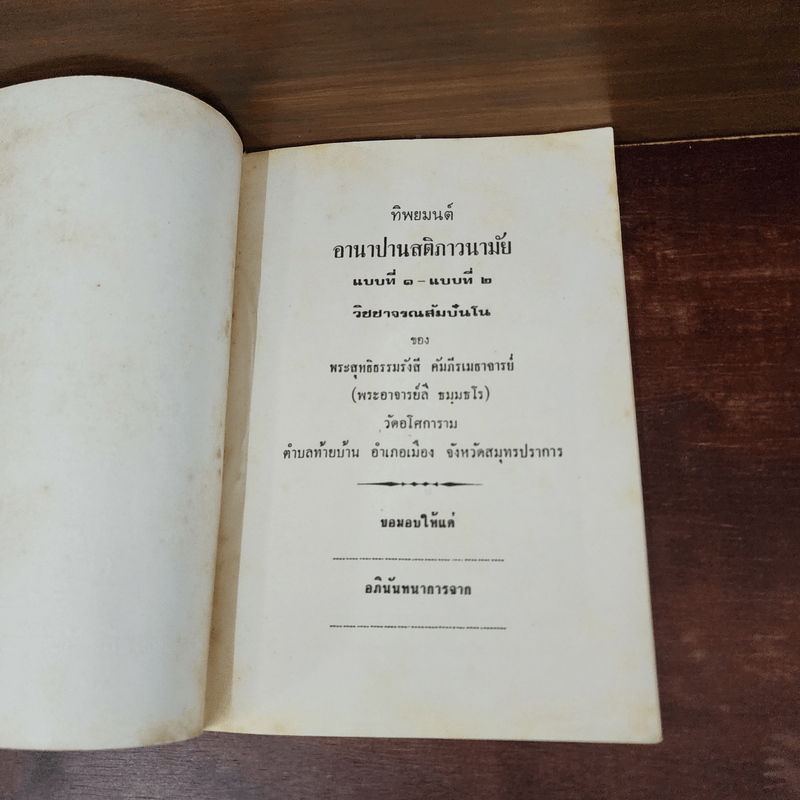 ทิพยมนต์
อานาปานสติภาวนามัย
แบบที่ ๑ - แบบที่ ๒
วิชชาจรณสัมปันโน
ของ
พระสุทธิธรรมรังสี คัมภีรเมธาจารย์
(พระอาจารย์ลี ธมฺมธโร)
วัดอโศการาม
ตำบลท้ายบ้าน อำเภอเมือง จังหวัดสมุทรปราการ
ขอมอบให้แด่
อภินันทนาการจาก